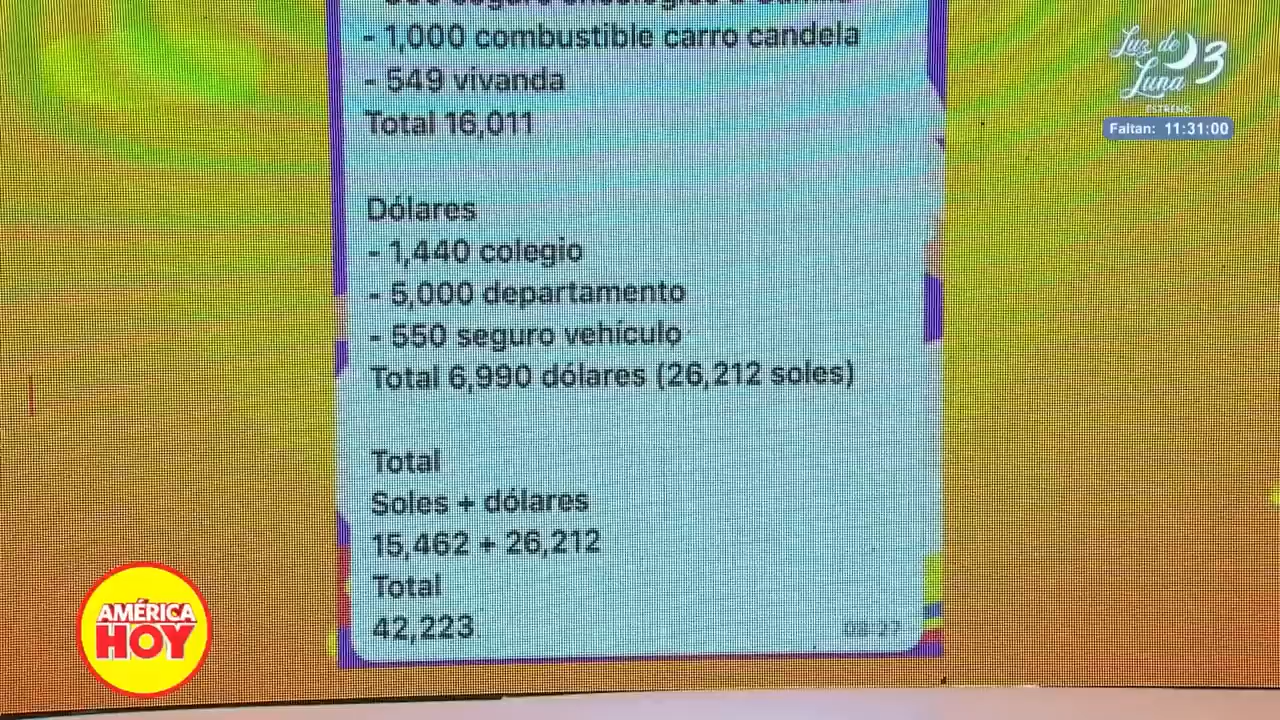 - 1,000 combustible carro candela
- 549 vivanda
Total 16,011
Dólares
- 1,440 colegio
- 5,000 departamento
- 550 seguro vehículo
Total 6,990 dólares (26,212 soles)
Total
Soles + dólares
15,462 + 26,212
Total
42,223
08:27
Luz de
Luna 3
ESTRENO
Faltan: 11:31:00
AMÉRICA
HOY